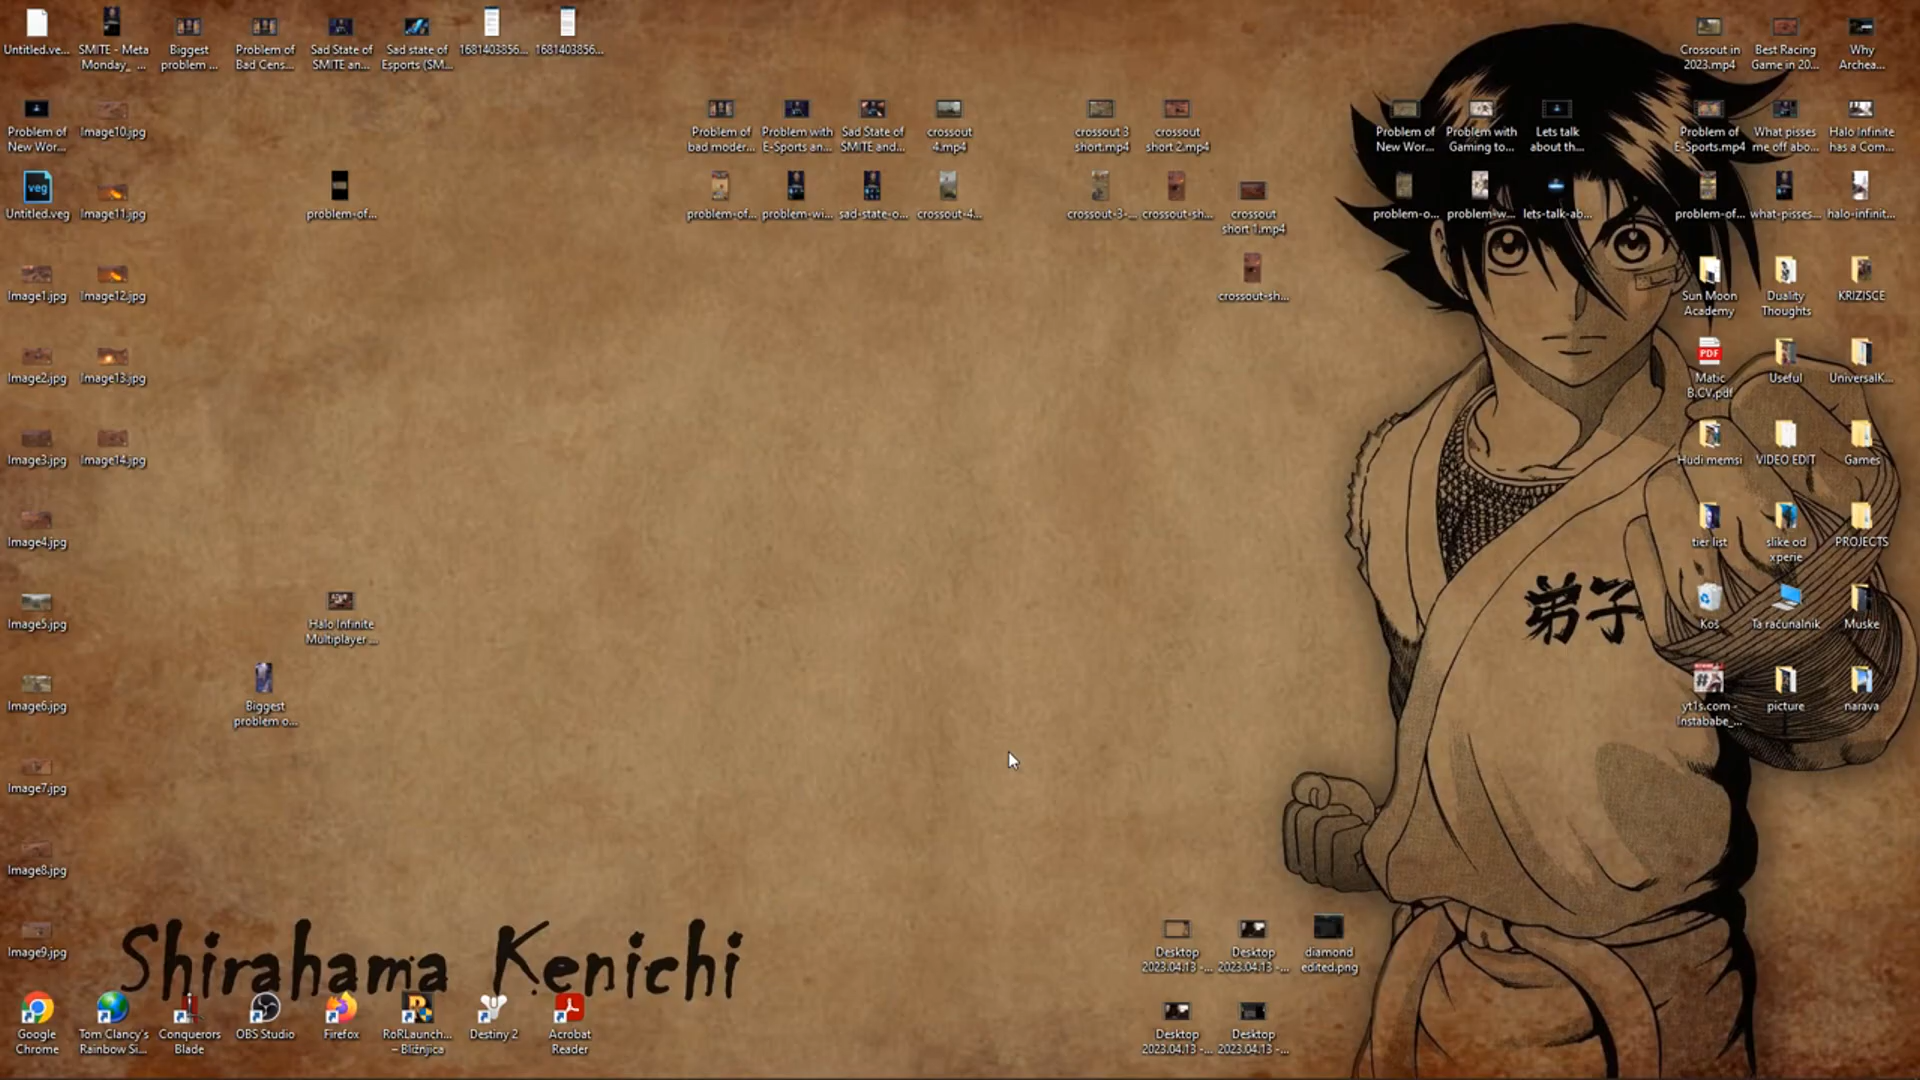 Untitled.ve...
SMITE - Meta
Monday_ ...
Biggest
problem ...
Problem of
Bad Cens...
Sad State of
SMITE an...
Sad state of
Esports (SM...
1681403856...
1681403856...
Crossout in
2023.mp4
Best Racing
Game in 20...
Why
Archea...
Problem of
New Wor...
Image10.jpg
Problem of
bad moder...
Problem with
E-Sports an...
Sad State of
SMITE and...
crossout
4.mp4
crossout 3
short.mp4
crossout
short 2.mp4
Problem of
New Wor...
Problem with
Gaming to...
Lets talk
about th...
Problem of
E-Sports.mp4
What pisses
me off abo...
Halo Infinite
has a Com...
veg
Untitled.veg
Image11.jpg
problem-of...
problem-of...
problem-wi...
sad-state-o...
crossout-4...
crossout-3-...
crossout-sh...
crossout
short 1.mp4
problem-o...
problem-w...
lets-talk-ab...
problem-of...
what-pisses...
halo-infinit...
Image1.jpg
Image12.jpg
crossout-sh...
Sun Moon
Academy
Duality
Thoughts
KRIZISCE
Image2.jpg
Image13.jpg
PDF
Matic
B.CV.pdf
Useful
UniversalK...
Image3.jpg
Image14.jpg
Hudi memsi
VIDEO EDIT
Games
Image4.jpg
tier list
slike od
xperie
PROJECTS
Image5.jpg
Halo Infinite
Multiplayer ...
弟子
Koš
Ta računalnik
Muske
Image6.jpg
Biggest
problem o...
#
yt1s.com -
Instababe_...
picture
narava
Image7.jpg
Image8.jpg
Image9.jpg
Shirahama Kenichi
Desktop
2023.04.13 -...
Desktop
2023.04.13 -...
diamond
edited.png
Google
Chrome
Tom Clancy's
Rainbow Si...
Conquerors
Blade
OBS Studio
Firefox
RoRLaunch...
– Bližnjica
Destiny 2
Acrobat
Reader
Desktop
2023.04.13 -...
Desktop
2023.04.13 -...